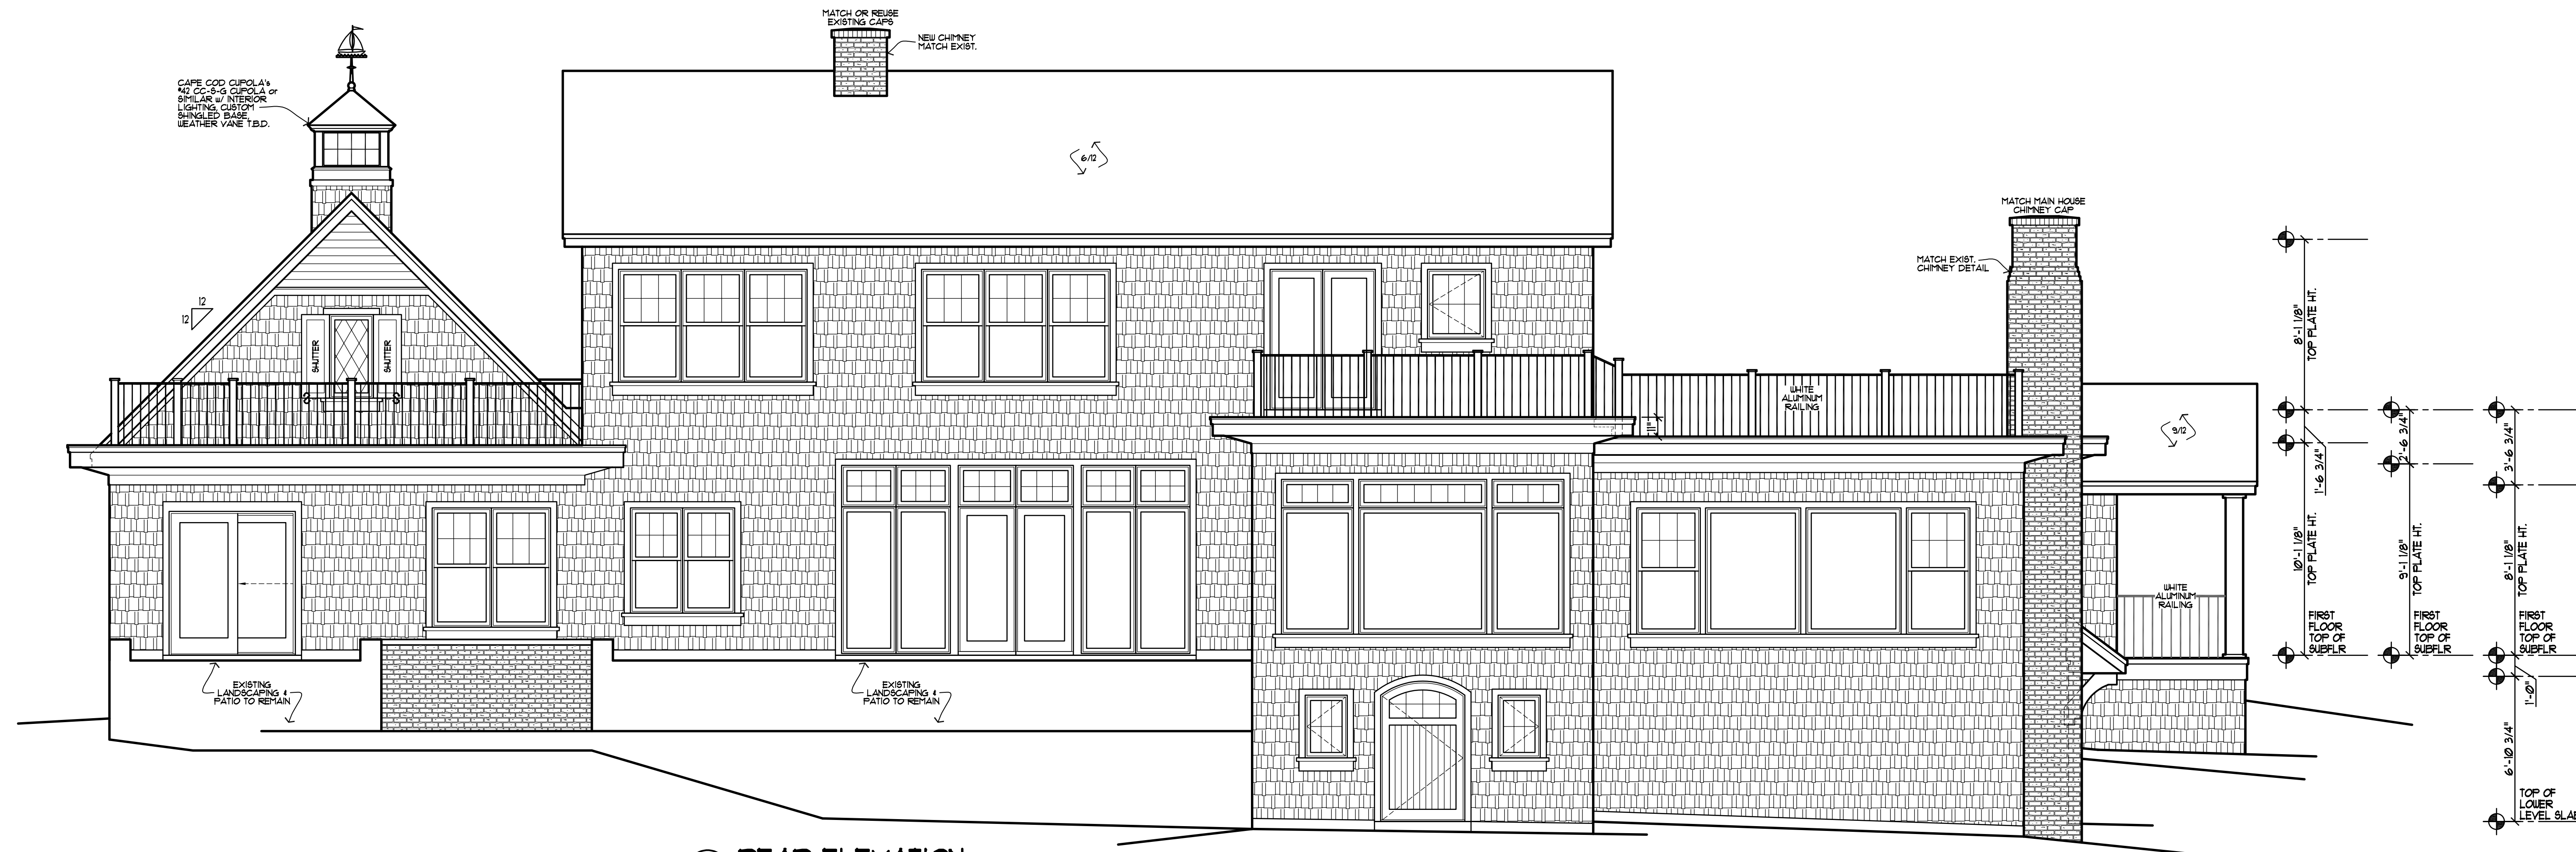 MATCH OR REUSE
EXISTING CAPS
NEW CHIMNEY
MATCH EXIST.
CAPE COD CUPOLA's
#42 CC-S-G CUPOLA or
SIMILAR w/ INTERIOR
LIGHTING, CUSTOM
SHINGLED BASE,
WEATHER VANE T.B.D.
6/12
MATCH MAIN HOUSE
CHIMNEY CAP
MATCH EXIST.
CHIMNEY DETAIL
12
12
SHUTTER
SHUTTER
WHITE
ALUMINUM
RAILING
11"
9/12
WHITE
ALUMINUM
RAILING
EXISTING
LANDSCAPING &
PATIO TO REMAIN
EXISTING
LANDSCAPING &
PATIO TO REMAIN
8'-1 1/8"
TOP PLATE HT.
1'-6 3/4"
10'-1 1/8"
TOP PLATE HT.
FIRST
FLOOR
TOP OF
SUBFLR
2'-6 3/4"
9'-1 1/8"
TOP PLATE HT.
FIRST
FLOOR
TOP OF
SUBFLR
3'-6 3/4"
8'-1 1/8"
TOP PLATE HT.
FIRST
FLOOR
TOP OF
SUBFLR
1'-0"
6'-10 3/4"
TOP OF
LOWER
LEVEL SLAB
REAR ELEVATION